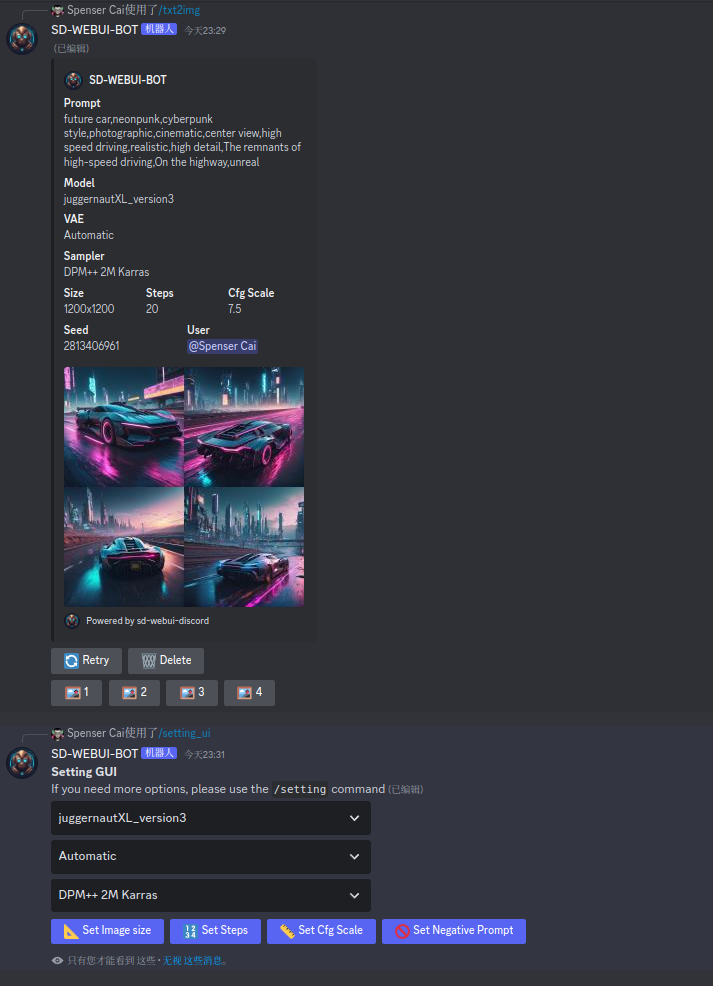 Spenser Cai使用了/txt2img
SD-WEBUI-BOT 机器人 今天23:29
(已编辑)
SD-WEBUI-BOT
Prompt
future car,neonpunk,cyberpunk
style,photographic,cinematic,center view,high
speed driving,realistic,high detail,The remnants of
high-speed driving,On the highway,unreal
Model
juggernautXL_version3
VAE
Automatic
Sampler
DPM++ 2M Karras
Size Steps Cfg Scale
1200x1200 20 7.5
Seed User
2813406961 @Spenser Cai
Powered by sd-webui-discord
Retry Delete
1 2 3 4
Spenser Cai使用了/setting_ui
SD-WEBUI-BOT 机器人 今天23:31
Setting GUI
If you need more options, please use the /setting command (已编辑)
juggernautXL_version3
Automatic
DPM++ 2M Karras
Set Image size 1234 Set Steps Set Cfg Scale Set Negative Prompt
只有您才能看到 这些 • 无视 这些消息。